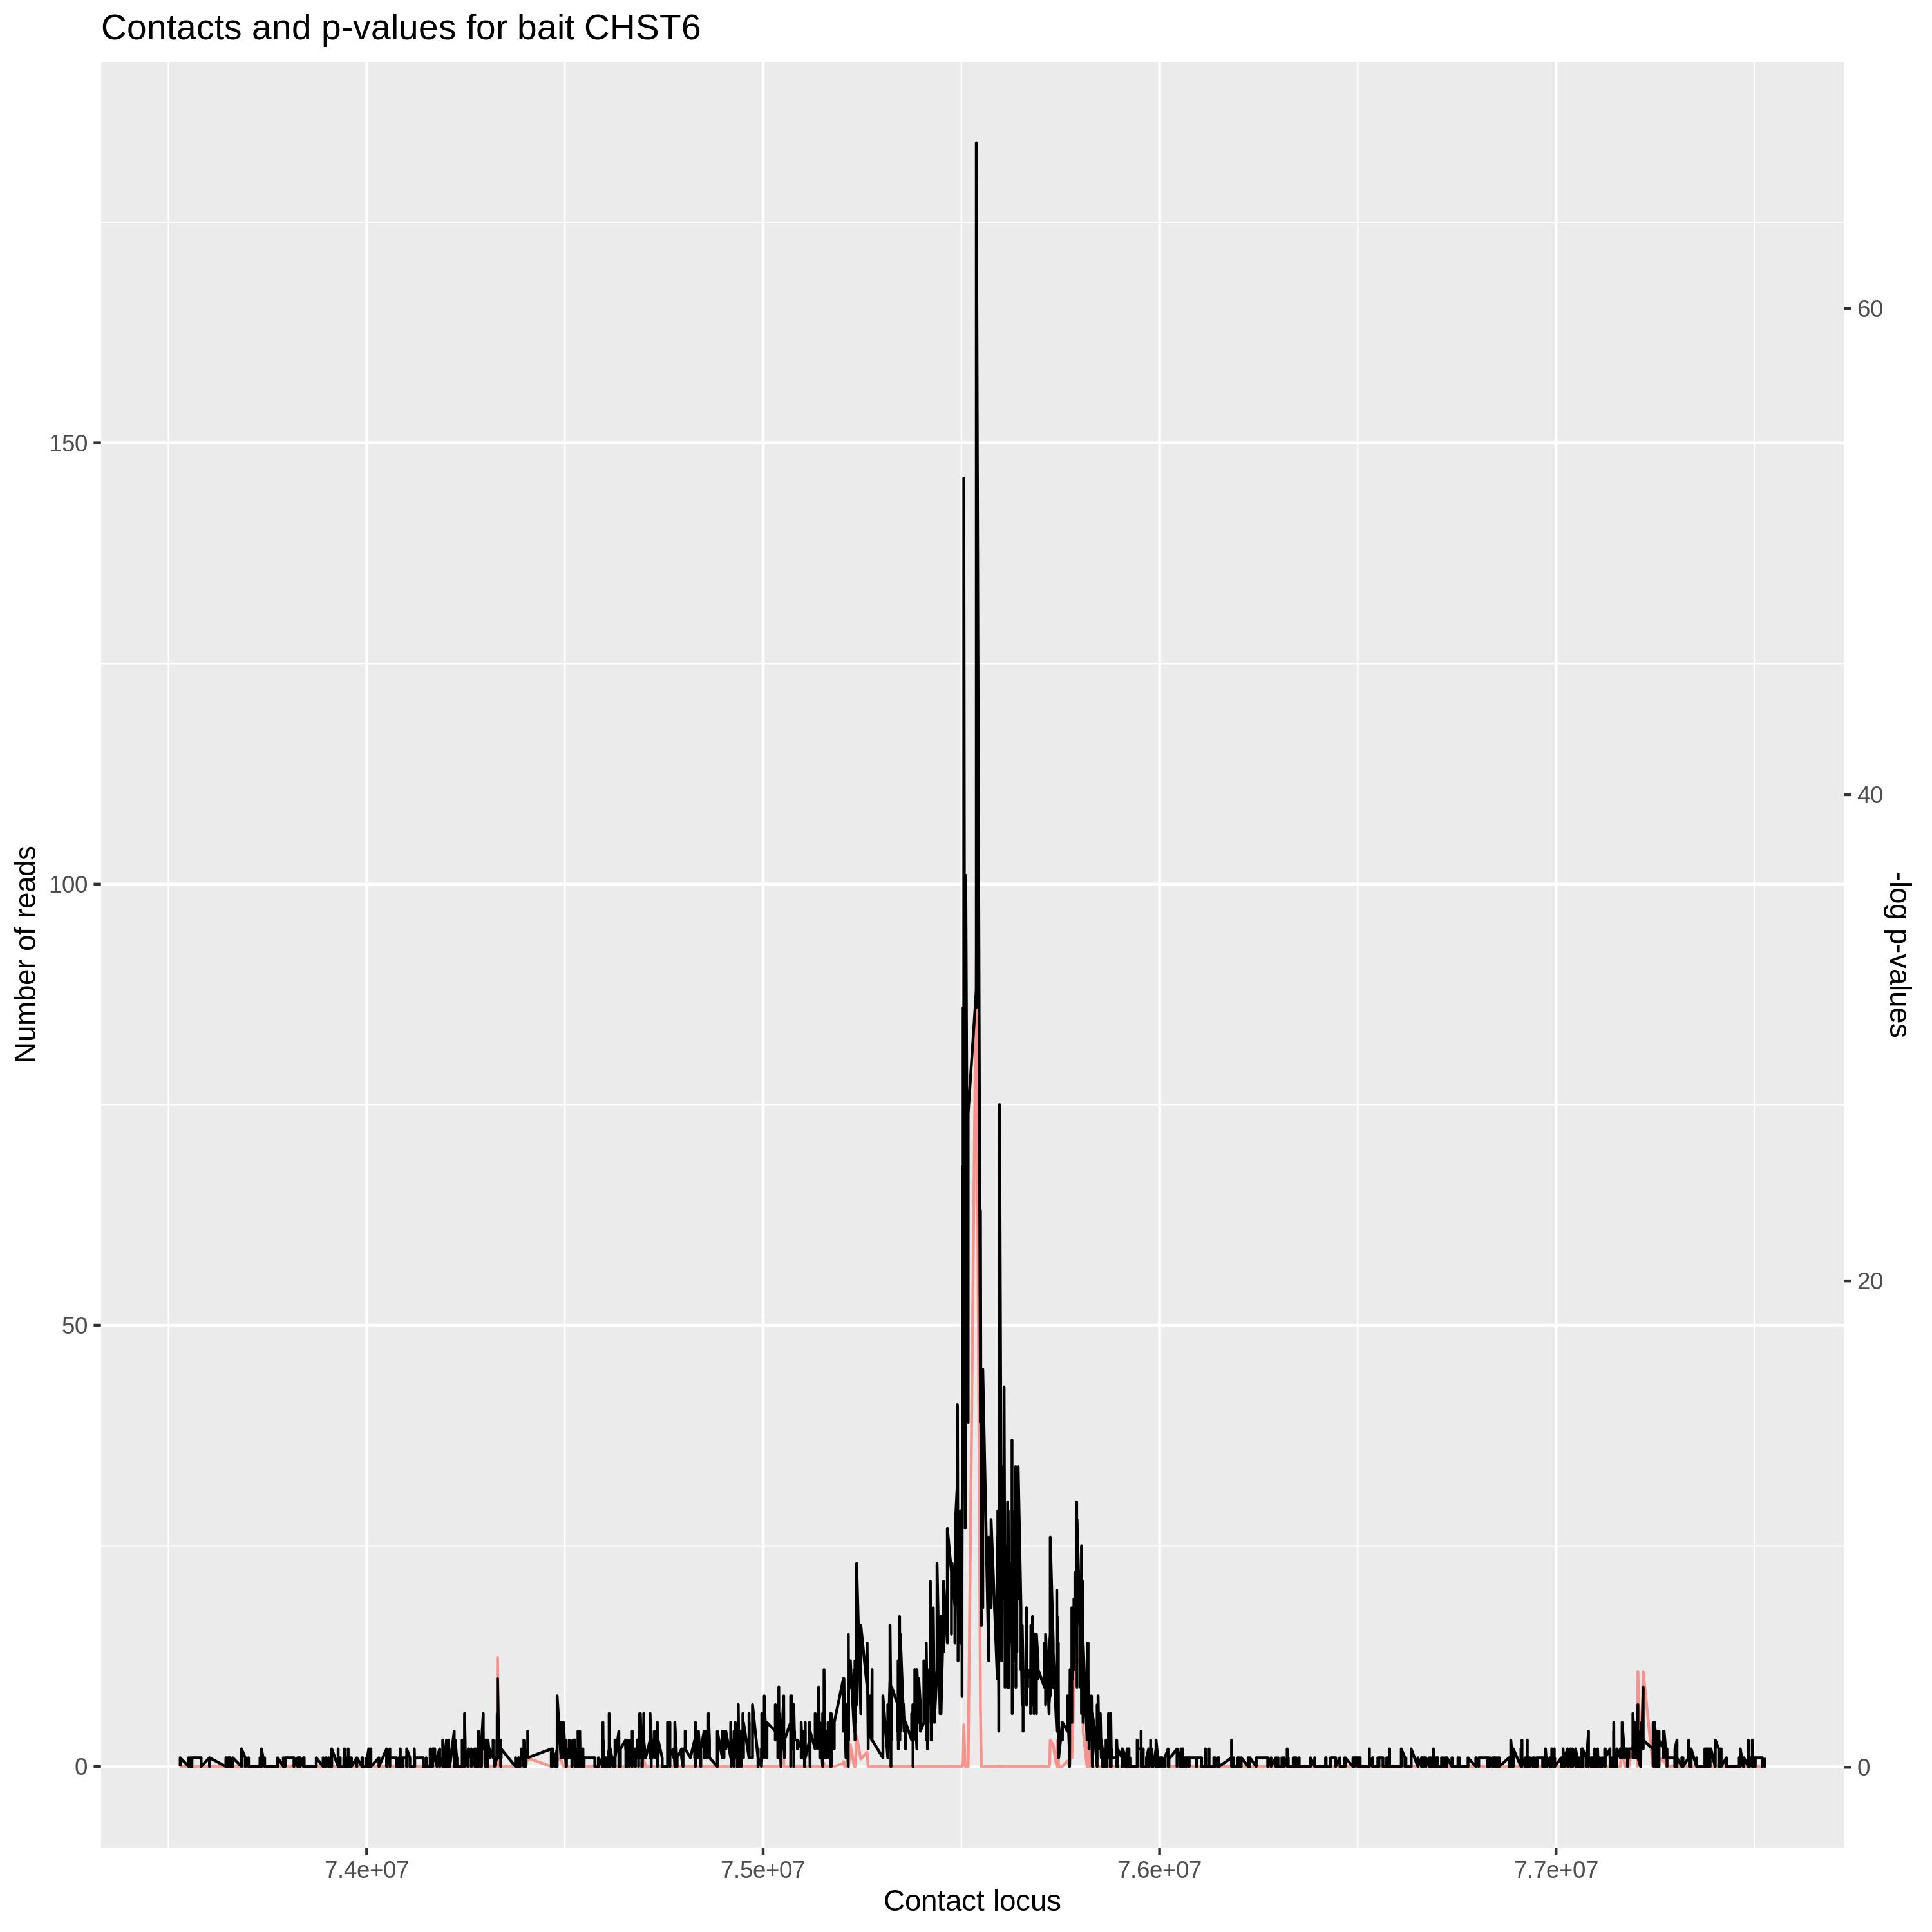 Contacts and p-values for bait CHST6
Number of reads
150
100
50
0
60
40
20
0
-log p-values
7.4e+07 7.5e+07 7.6e+07 7.7e+07
Contact locus